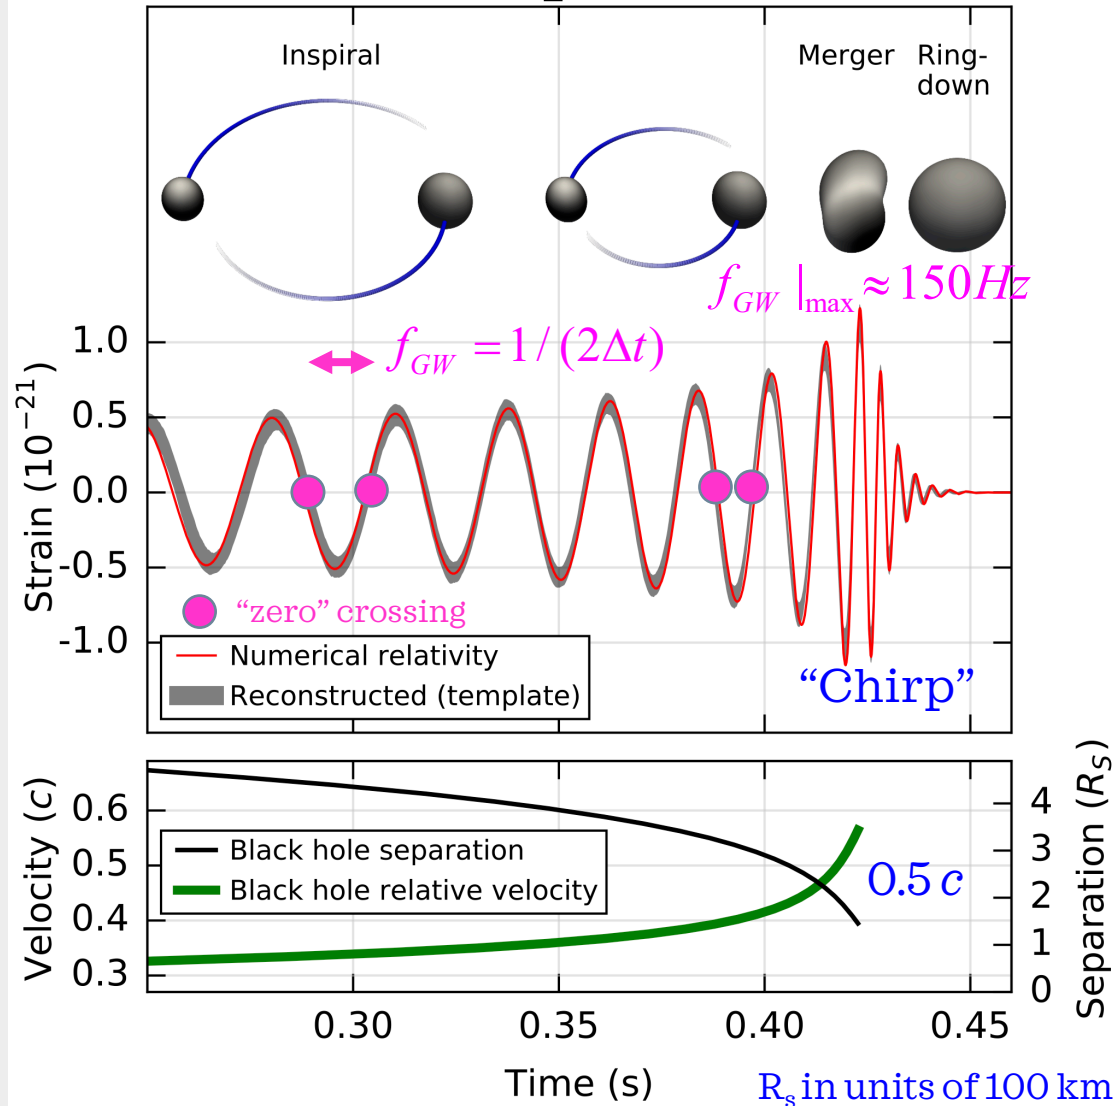 Inspiral
Merger
Ring-
down
f_GW |max ≈ 150Hz
f_GW = 1 / (2Δt)
Strain (10⁻²¹)
1.0
0.5
0.0
-0.5
-1.0
“zero” crossing
Numerical relativity
Reconstructed (template)
“Chirp”
Velocity (c)
0.6
0.5
0.4
0.3
Black hole separation
Black hole relative velocity
0.5 c
4
3
2
1
0
Separation (R_S)
0.30 0.35 0.40 0.45
Time (s)
R_s in units of 100 km